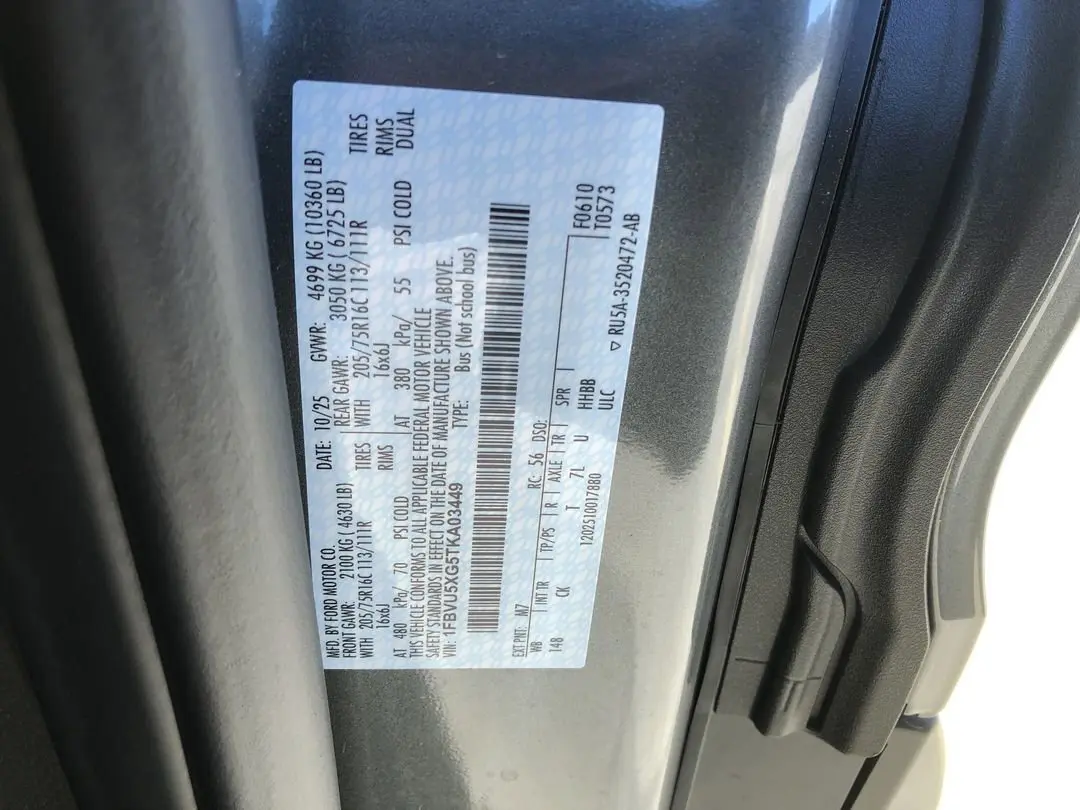 MFD. BY FORD MOTOR CO.
DATE: 10/25 GVWR: 4699 KG (10360 LB)
FRONT GAWR: 2100 KG ( 4630 LB) REAR GAWR: 3050 KG ( 6725 LB)
WITH 205/75R16C 113/111R TIRES WITH 205/75R16C 113/111R TIRES
16x6J RIMS 16x6J RIMS
AT 480 kPa/ 70 PSI COLD AT 380 kPa/ 55 PSI COLD DUAL
THIS VEHICLE CONFORMS TO ALL APPLICABLE FEDERAL MOTOR VEHICLE
SAFETY STANDARDS IN EFFECT ON THE DATE OF MANUFACTURE SHOWN ABOVE.
VIN: 1FBVU5XG5TKA03449 TYPE: Bus (Not school bus)
EXT PNT: M7 RC: 56 DSO: F0610
WB INT TR TP/PS R AXLE TR SPR T0573
148 CK T 7L U HHBB
1202510017880 ULC
▽ RU5A-3520472-AB